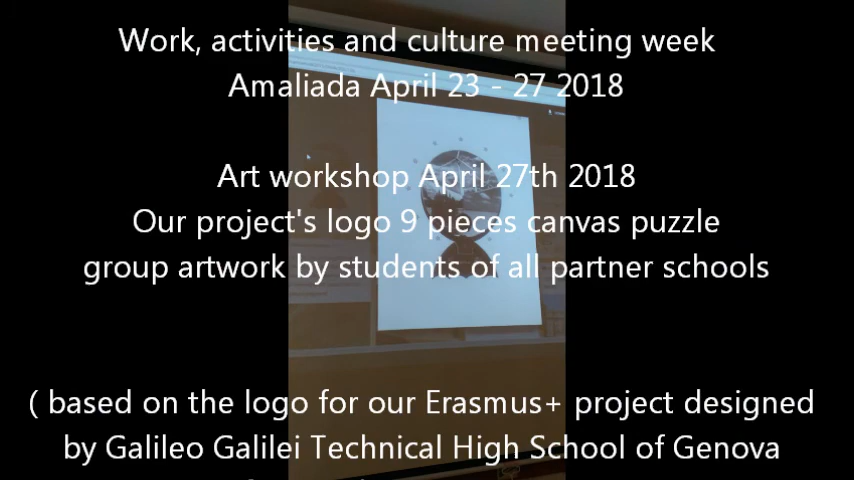 Work, activities and culture meeting week
Amaliada April 23 - 27 2018
Art workshop April 27th 2018
Our project's logo 9 pieces canvas puzzle
group artwork by students of all partner schools
( based on the logo for our Erasmus+ project designed
by Galileo Galilei Technical High School of Genova